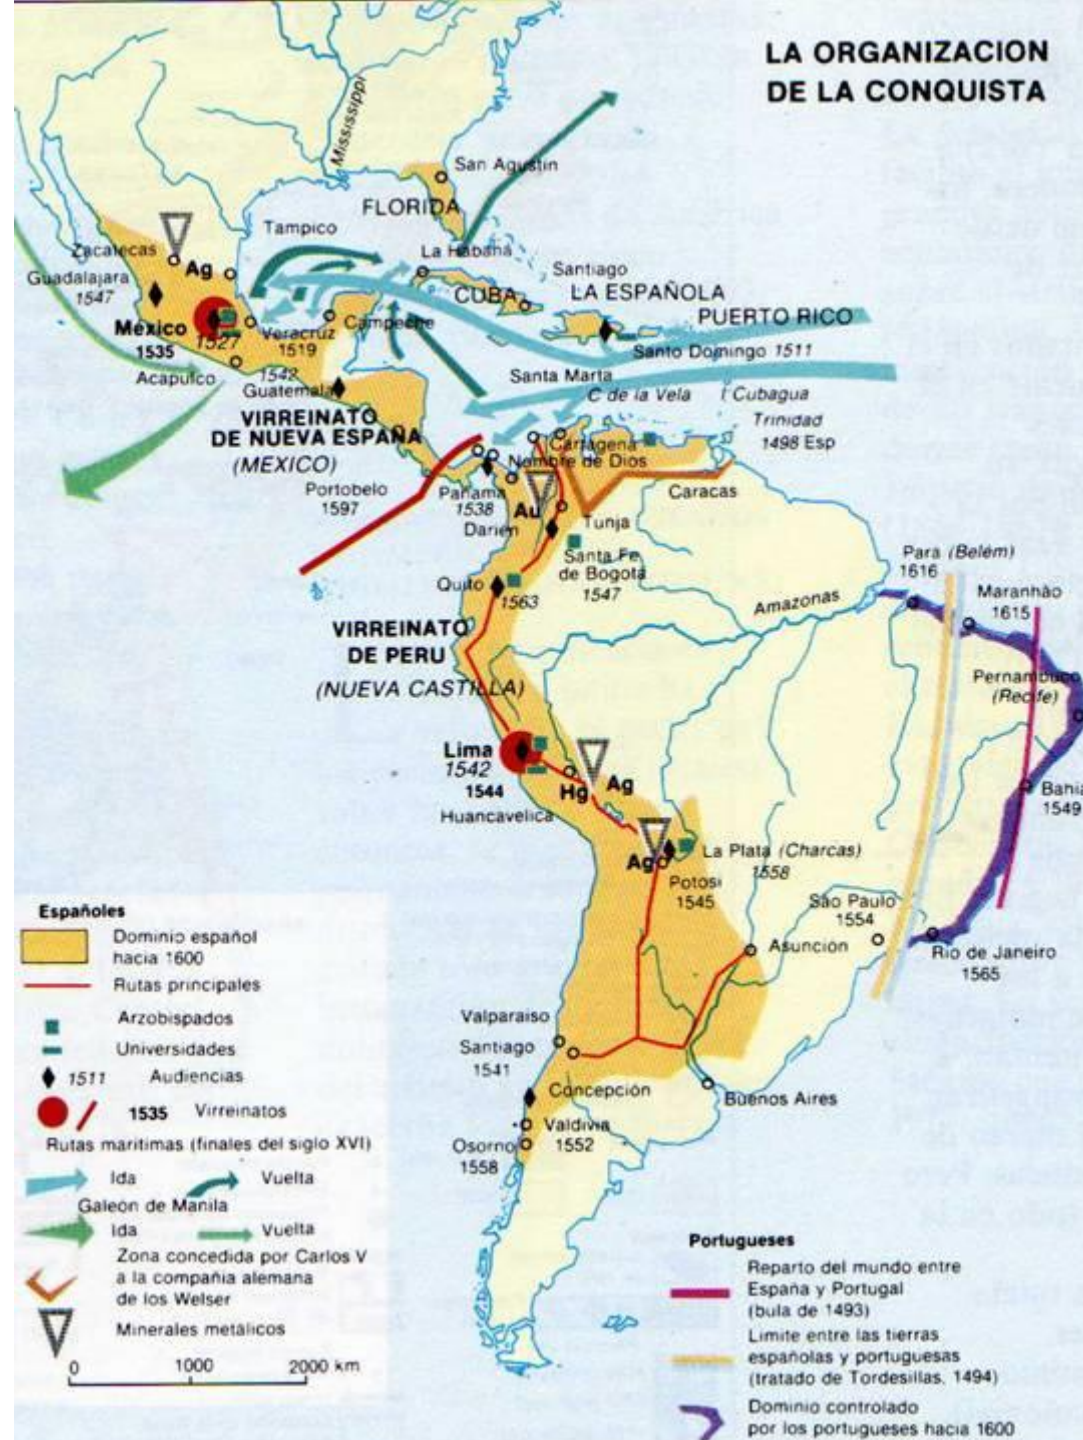 LA ORGANIZACION
DE LA CONQUISTA
Mississippi
San Agustin
FLORIDA
Tampico
Zacatecas
Ag
La Habana
Guadalajara
1547
Santiago
CUBA
LA ESPAÑOLA
PUERTO RICO
México
1535
1527
Veracruz
1519
Campeche
Santo Domingo 1511
Acapulco
1542
Guatemala
Santa Marta
C de la Vela
Cubagua
Trinidad
1498 Esp
VIRREINATO
DE NUEVA ESPAÑA
(MEXICO)
Cartagena
Nombre de Dios
Portobelo
1597
Panama
1538
Caracas
Au
Darien
Tunja
Santa Fe
de Bogotá
1547
Quito
1563
Para (Belém)
1616
Maranhão
1615
Amazonas
VIRREINATO
DE PERU
(NUEVA CASTILLA)
Pernambuco
(Recife)
Lima
1542
1544
Hg
Ag
Huancavelica
Bahia
1549
Ag
La Plata (Charcas)
1558
Potosi
1545
São Paulo
1554
Asunción
Rio de Janeiro
1565
Valparaiso
Santiago
1541
Concepción
Buenos Aires
Valdivia
1552
Osorno
1558
Españoles
Dominio español
hacia 1600
Rutas principales
Arzobispados
Universidades
1511 Audiencias
1535 Virreinatos
Rutas maritimas (finales del siglo XVI)
Ida Vuelta
Galeón de Manila
Ida Vuelta
Zona concedida por Carlos V
a la compañia alemana
de los Welser
Minerales metálicos
0 1000 2000 km
Portugueses
Reparto del mundo entre
España y Portugal
(bula de 1493)
Limite entre las tierras
españolas y portuguesas
(tratado de Tordesillas, 1494)
Dominio controlado
por los portugueses hacia 1600